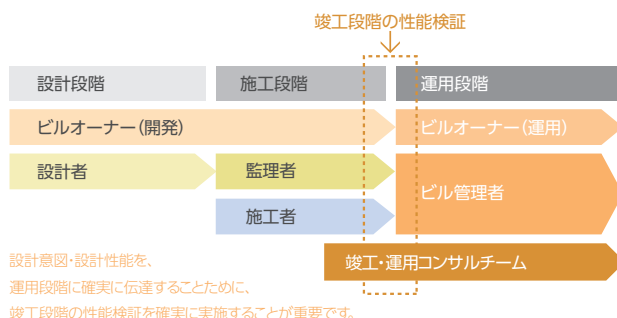 竣工段階の性能検証
設計段階
施工段階
運用段階
ビルオーナー(開発)
ビルオーナー(運用)
設計者
監理者
ビル管理者
施工者
竣工・運用コンサルチーム
設計意図・設計性能を、
運用段階に確実に伝達することために、
竣工段階の性能検証を確実に実施することが重要です。